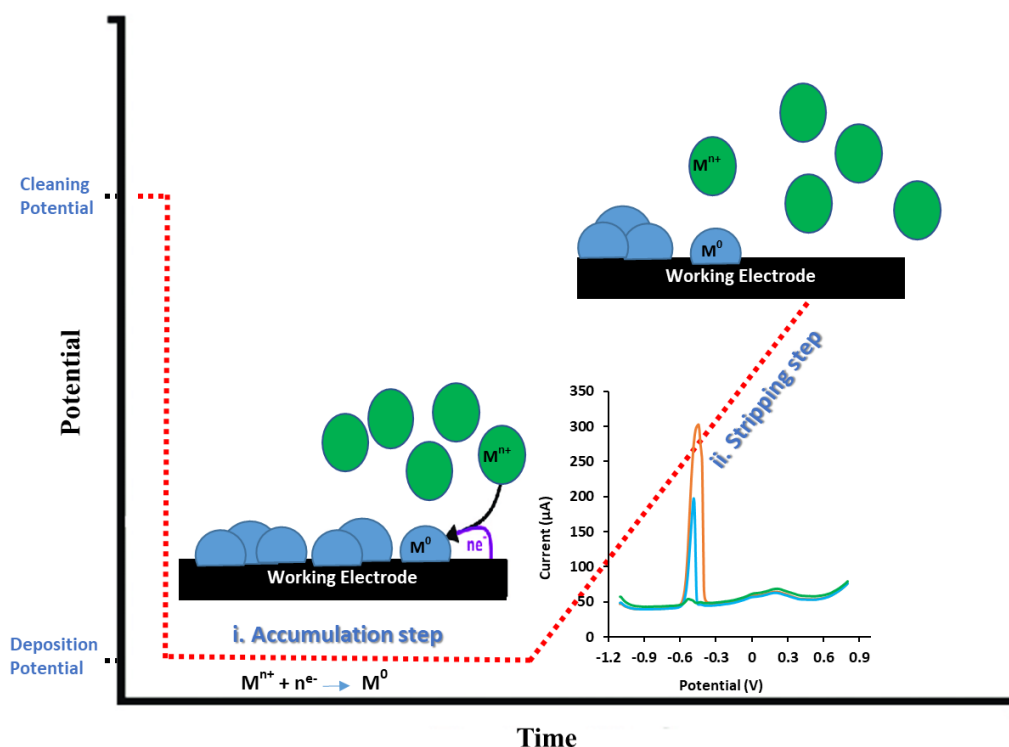 Cleaning
Potential
Potential
Deposition
Potential
Mⁿ⁺
M⁰
Working Electrode
Mⁿ⁺
M⁰
ne⁻
Working Electrode
i. Accumulation step
Mⁿ⁺ + nᵉ⁻ → M⁰
ii. Stripping step
350
300
250
200
150
100
50
0
Current (µA)
-1.2 -0.9 -0.6 -0.3 0 0.3 0.6 0.9
Potential (V)
Time